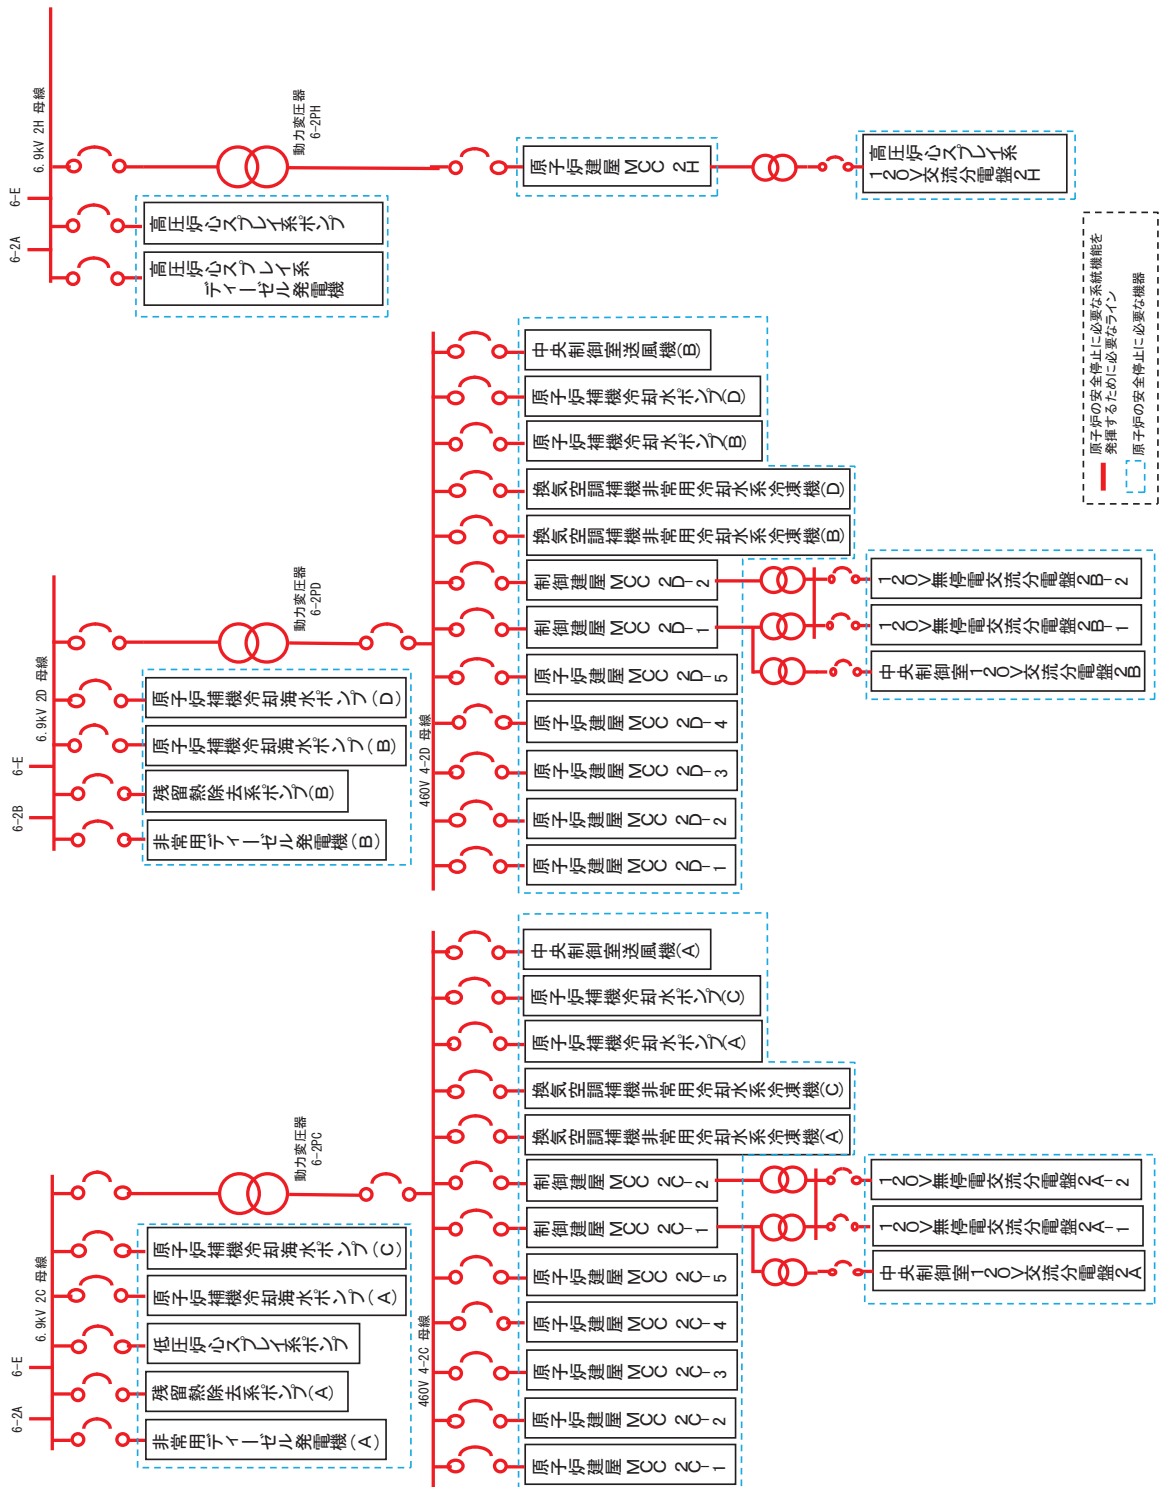 6.9kV 2H 母線
6-E
6-2A
動力変圧器
6-2PH
高圧炉心スプレイ系ポンプ
高圧炉心スプレイ系
ディーゼル発電機
原子炉建屋MCC 2H
高圧炉心スプレイ系
120V交流分電盤2H
原子炉の安全停止に必要な系統機能を
発揮するために必要なライン
原子炉の安全停止に必要な機器
6.9kV 2D 母線
6-E
6-2B
動力変圧器
6-2PD
原子炉補機冷却海水ポンプ(D)
原子炉補機冷却海水ポンプ(B)
残留熱除去系ポンプ(B)
非常用ディーゼル発電機(B)
460V 4-2D 母線
中央制御室送風機(B)
原子炉補機冷却水ポンプ(D)
原子炉補機冷却水ポンプ(B)
換気空調補機非常用冷却水系冷凍機(D)
換気空調補機非常用冷却水系冷凍機(B)
制御建屋MCC 2D-2
制御建屋MCC 2D-1
原子炉建屋MCC 2D-5
原子炉建屋MCC 2D-4
原子炉建屋MCC 2D-3
原子炉建屋MCC 2D-2
原子炉建屋MCC 2D-1
120V無停電交流分電盤2B-2
120V無停電交流分電盤2B-1
中央制御室120V交流分電盤2B
6.9kV 2C 母線
6-E
6-2A
動力変圧器
6-2PC
原子炉補機冷却海水ポンプ(C)
原子炉補機冷却海水ポンプ(A)
低圧炉心スプレイ系ポンプ
残留熱除去系ポンプ(A)
非常用ディーゼル発電機(A)
460V 4-2C 母線
中央制御室送風機(A)
原子炉補機冷却水ポンプ(C)
原子炉補機冷却水ポンプ(A)
換気空調補機非常用冷却水系冷凍機(C)
換気空調補機非常用冷却水系冷凍機(A)
制御建屋MCC 2C-2
制御建屋MCC 2C-1
原子炉建屋MCC 2C-5
原子炉建屋MCC 2C-4
原子炉建屋MCC 2C-3
原子炉建屋MCC 2C-2
原子炉建屋MCC 2C-1
120V無停電交流分電盤2A-2
120V無停電交流分電盤2A-1
中央制御室120V交流分電盤2A